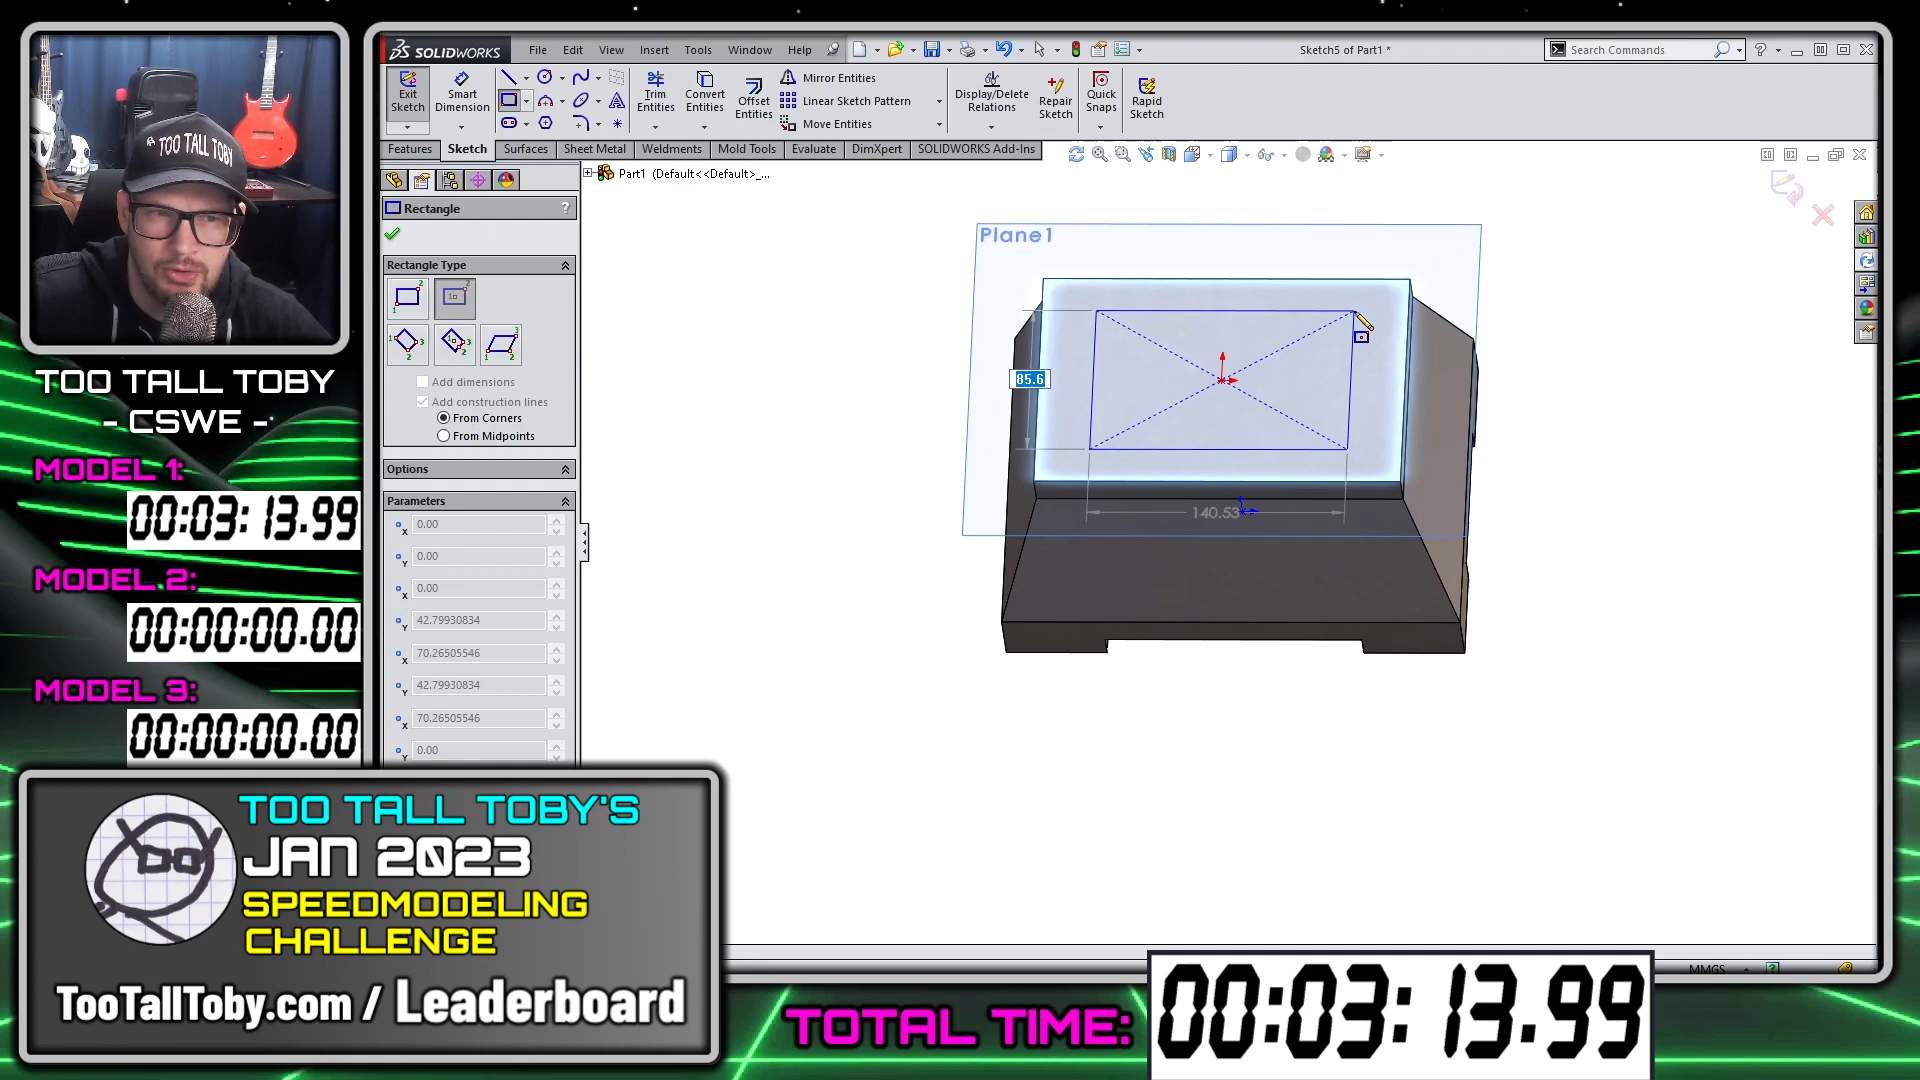 SOLIDWORKS
File Edit View Insert Tools Window Help
Sketch5 of Part1 *
Search Commands
Exit Sketch
Smart Dimension
Trim Entities
Convert Entities
Offset Entities
Mirror Entities
Linear Sketch Pattern
Move Entities
Display/Delete Relations
Repair Sketch
Quick Snaps
Rapid Sketch
Features Sketch Surfaces Sheet Metal Weldments Mold Tools Evaluate DimXpert SOLIDWORKS Add-Ins
Part1 (Default<<Default>_...
Rectangle
?
Rectangle Type
Add dimensions
Add construction lines
From Corners
From Midpoints
Options
Parameters
0.00
0.00
0.00
42.79930834
70.26505546
42.79930834
70.26505546
0.00
Plane1
85.6
140.53
MMGS
TOO TALL TOBY
TOO TALL TOBY
- CSWE -
MODEL 1:
00:03:13.99
MODEL 2:
00:00:00.00
MODEL 3:
00:00:00.00
TOO TALL TOBY'S
JAN 2023
SPEEDMODELING
CHALLENGE
TooTallToby.com / Leaderboard
TOTAL TIME:
00:03:13.99